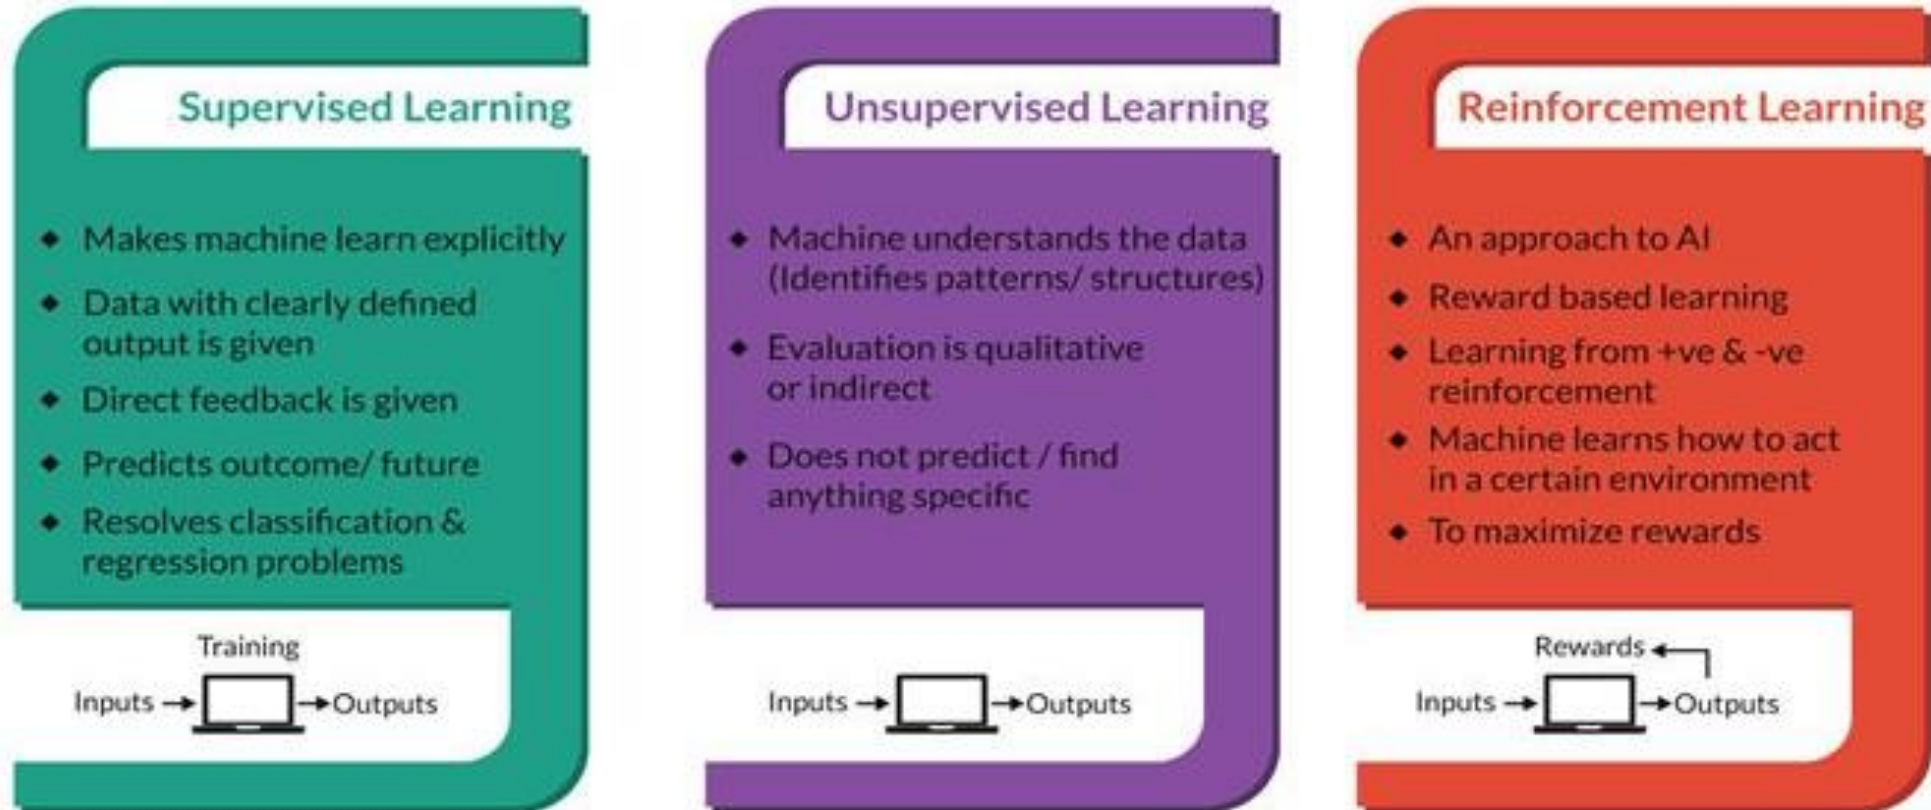 Supervised Learning
◆ Makes machine learn explicitly
◆ Data with clearly defined
output is given
◆ Direct feedback is given
◆ Predicts outcome/ future
◆ Resolves classification &
regression problems
Training
Inputs → → Outputs
Unsupervised Learning
◆ Machine understands the data
(Identifies patterns/ structures)
◆ Evaluation is qualitative
or indirect
◆ Does not predict / find
anything specific
Inputs → → Outputs
Reinforcement Learning
◆ An approach to AI
◆ Reward based learning
◆ Learning from +ve & -ve
reinforcement
◆ Machine learns how to act
in a certain environment
◆ To maximize rewards
Rewards
Inputs → → Outputs